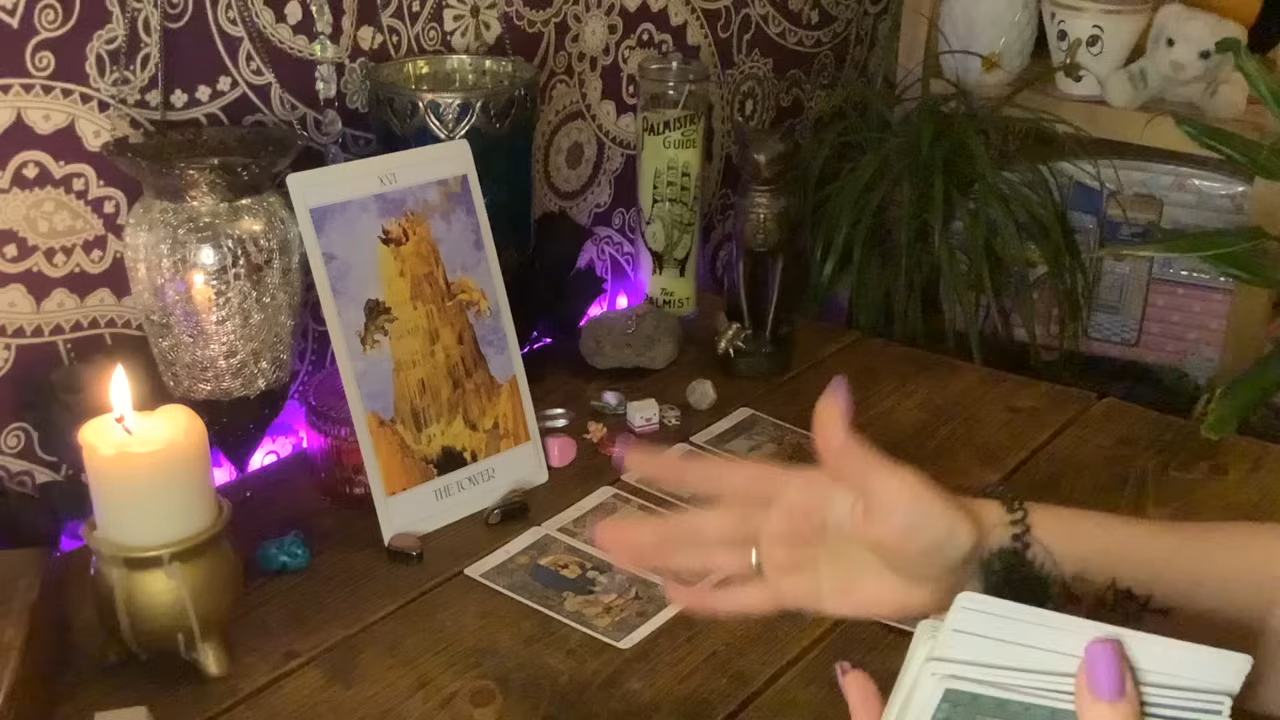 XVI
THE TOWER
PALMISTRY
GUIDE
THE
PALMIST